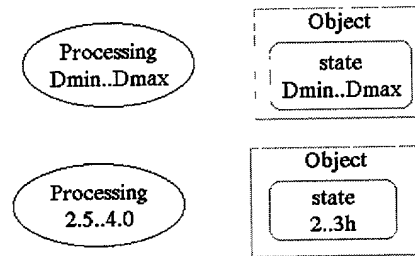 Processing
Dmin..Dmax
Object
state
Dmin..Dmax
Processing
2.5..4.0
Object
state
2..3h